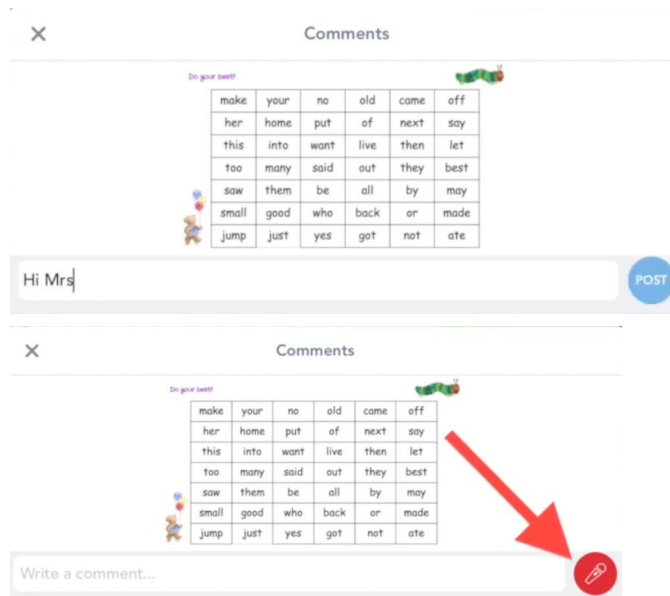 Comments
Do your best!!
make your no old came off
her home put of next say
this into want live then let
too many said out they best
saw them be all by may
small good who back or made
jump just yes got not ate
Hi Mrs
POST
Comments
Do your best!!
make your no old came off
her home put of next say
this into want live then let
too many said out they best
saw them be all by may
small good who back or made
jump just yes got not ate
Write a comment...